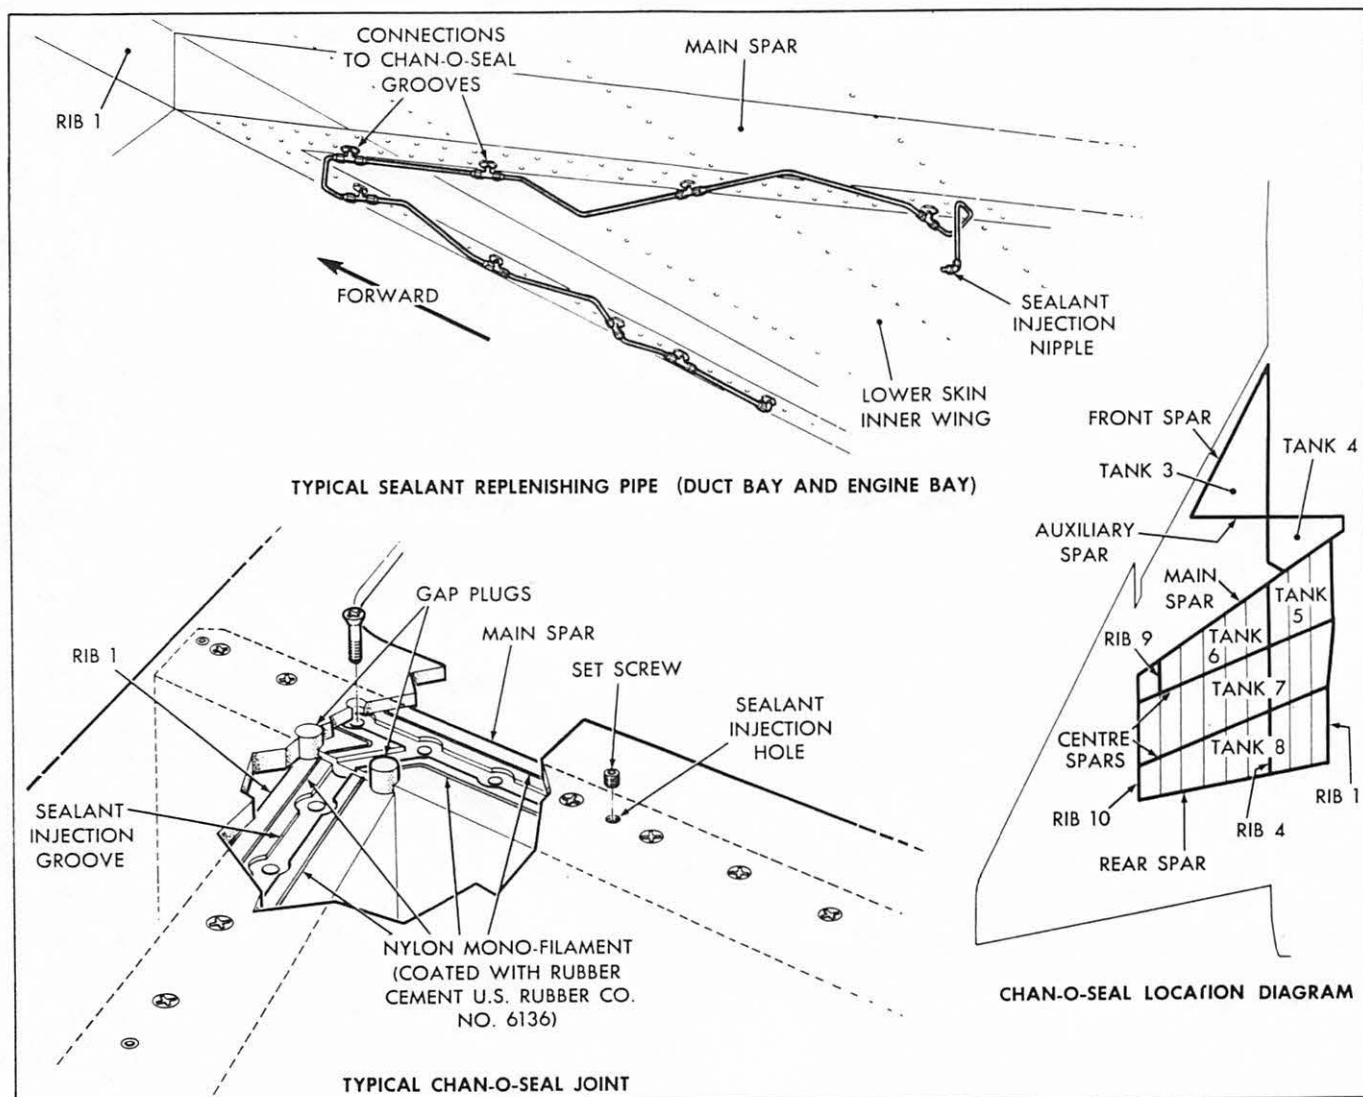 CONNECTIONS
TO CHAN-O-SEAL
GROOVES
MAIN SPAR
RIB 1
FORWARD
SEALANT
INJECTION
NIPPLE
LOWER SKIN
INNER WING
TYPICAL SEALANT REPLENISHING PIPE (DUCT BAY AND ENGINE BAY)
GAP PLUGS
MAIN SPAR
RIB 1
SET SCREW
SEALANT
INJECTION
HOLE
SEALANT
INJECTION
GROOVE
NYLON MONO-FILAMENT
(COATED WITH RUBBER
CEMENT U.S. RUBBER CO.
NO. 6136)
TYPICAL CHAN-O-SEAL JOINT
FRONT SPAR
TANK 4
TANK 3
AUXILIARY
SPAR
MAIN
SPAR
TANK
5
RIB 9
TANK
6
TANK 7
CENTRE
SPARS
TANK 8
RIB 1
RIB 10
RIB 4
REAR SPAR
CHAN-O-SEAL LOCATION DIAGRAM